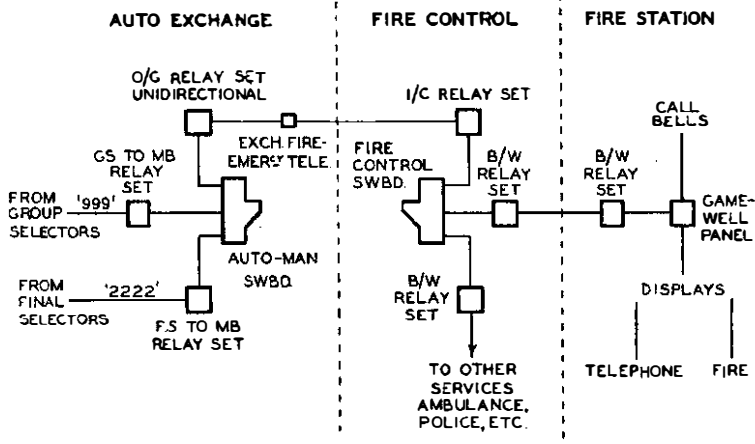 AUTO EXCHANGE
FIRE CONTROL
FIRE STATION
O/G RELAY SET
UNIDIRECTIONAL
I/C RELAY SET
CALL
BELLS
EXCH. FIRE-
EMERGY TELE.
GS TO MB
RELAY
SET
FIRE
CONTROL
SWBD.
B/W
RELAY
SET
B/W
RELAY
SET
FROM
GROUP
SELECTORS
'999'
GAME-
WELL
PANEL
AUTO-MAN
SWBD.
FROM
FINAL
SELECTORS
'2222'
B/W
RELAY
SET
DISPLAYS
F.S TO MB
RELAY SET
TO OTHER
SERVICES
AMBULANCE,
POLICE, ETC.
TELEPHONE
FIRE